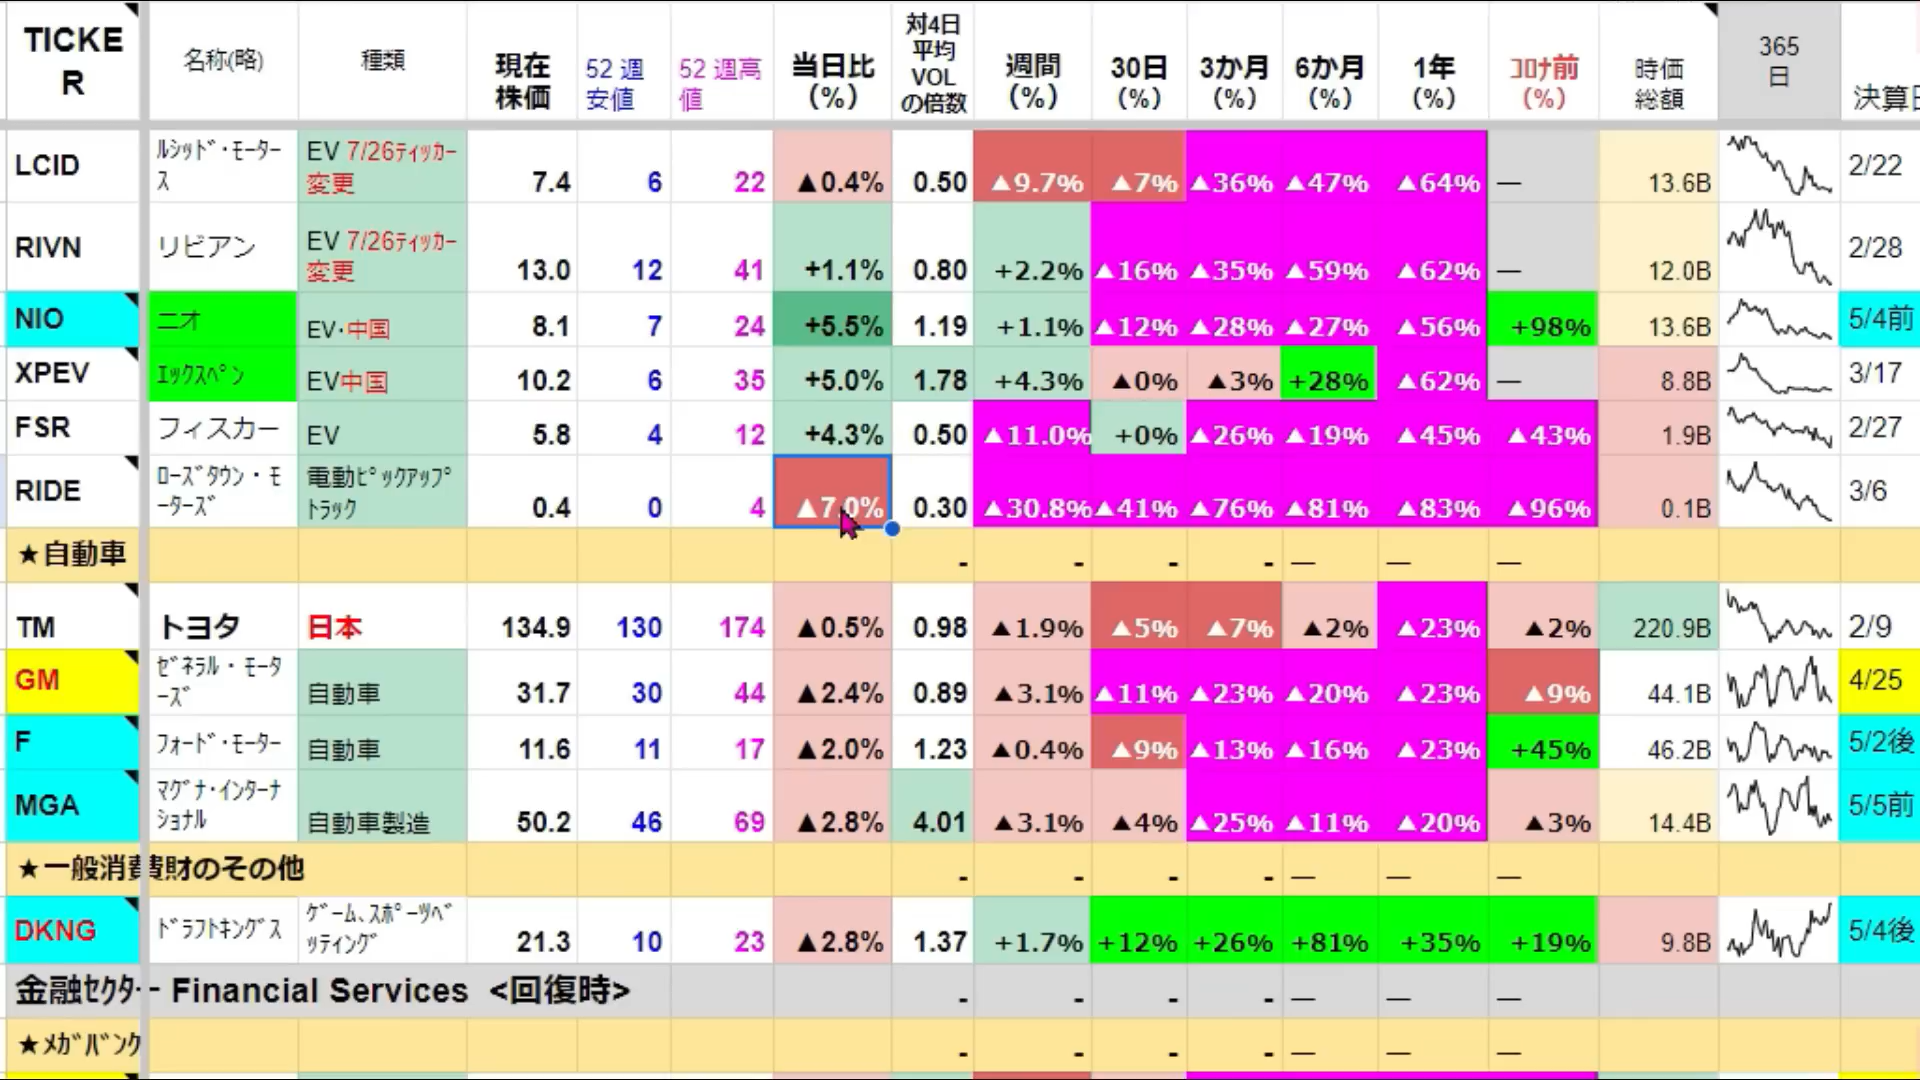 TICKE
R
名称(略)
種類
現在
株価
52 週
安値
52 週高
値
当日比
(%)
対4日
平均
VOL
の倍数
週間
(%)
30日
(%)
3か月
(%)
6か月
(%)
1年
(%)
ｺﾛﾅ前
(%)
時価
総額
365
日
決算日
LCID ﾙｼｯﾄﾞ・ﾓｰﾀｰ
ｽ EV 7/26ﾃｨｯｶｰ
変更 7.4 6 22 ▲0.4% 0.50 ▲9.7% ▲7% ▲36% ▲47% ▲64% — 13.6B 2/22
RIVN リビアン EV 7/26ﾃｨｯｶｰ
変更 13.0 12 41 +1.1% 0.80 +2.2% ▲16% ▲35% ▲59% ▲62% — 12.0B 2/28
NIO ニオ EV･中国 8.1 7 24 +5.5% 1.19 +1.1% ▲12% ▲28% ▲27% ▲56% +98% 13.6B 5/4前
XPEV ｴｯｸｽﾍﾟﾝ EV中国 10.2 6 35 +5.0% 1.78 +4.3% ▲0% ▲3% +28% ▲62% — 8.8B 3/17
FSR フィスカー EV 5.8 4 12 +4.3% 0.50 ▲11.0% +0% ▲26% ▲19% ▲45% ▲43% 1.9B 2/27
RIDE ﾛｰｽﾞﾀｳﾝ・ﾓ
ｰﾀｰｽﾞ 電動ﾋﾟｯｸｱｯﾌﾟ
ﾄﾗｯｸ 0.4 0 4 ▲7.0% 0.30 ▲30.8% ▲41% ▲76% ▲81% ▲83% ▲96% 0.1B 3/6
★自動車 - - - - — — —
TM トヨタ 日本 134.9 130 174 ▲0.5% 0.98 ▲1.9% ▲5% ▲7% ▲2% ▲23% ▲2% 220.9B 2/9
GM ｾﾞﾈﾗﾙ・ﾓｰﾀ
ｰｽﾞ 自動車 31.7 30 44 ▲2.4% 0.89 ▲3.1% ▲11% ▲23% ▲20% ▲23% ▲9% 44.1B 4/25
F ﾌｫｰﾄﾞ・ﾓｰﾀｰ 自動車 11.6 11 17 ▲2.0% 1.23 ▲0.4% ▲9% ▲13% ▲16% ▲23% +45% 46.2B 5/2後
MGA ﾏｸﾞﾅ･ｲﾝﾀｰﾅ
ｼｮﾅﾙ 自動車製造 50.2 46 69 ▲2.8% 4.01 ▲3.1% ▲4% ▲25% ▲11% ▲20% ▲3% 14.4B 5/5前
★一般消費財のその他 - - - - — — —
DKNG ﾄﾞﾗﾌﾄｷﾝｸﾞｽ ｹﾞｰﾑ､ｽﾎﾟｰﾂﾍﾞ
ｯﾃｨﾝｸﾞ 21.3 10 23 ▲2.8% 1.37 +1.7% +12% +26% +81% +35% +19% 9.8B 5/4後
金融ｾｸﾀｰ Financial Services <回復時> - - - - — — —
★ﾒｶﾞﾊﾞﾝｸ - - - - — — —